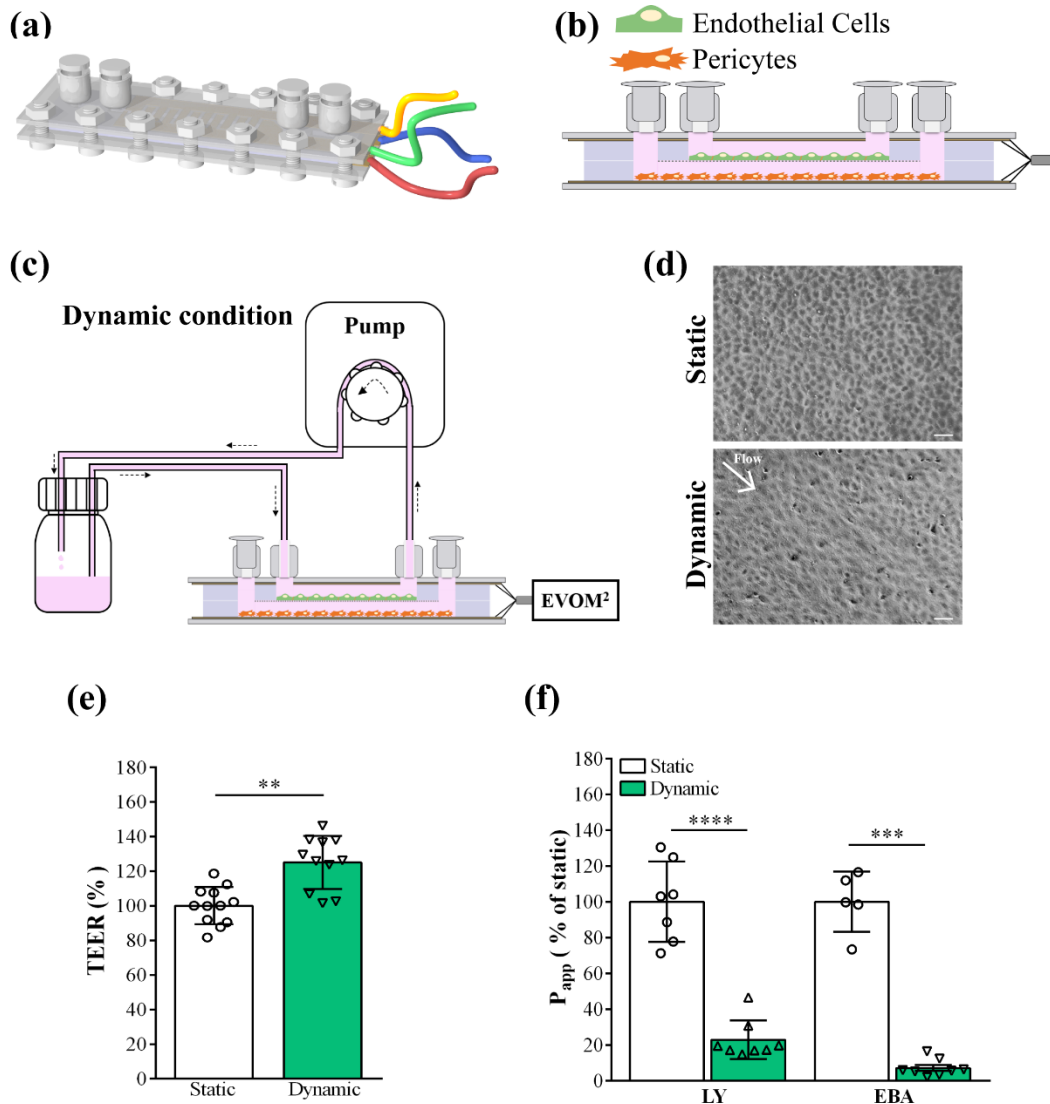 (a)
(b)
Endothelial Cells
Pericytes
(c)
Dynamic condition
Pump
EVOM²
(d)
Static
Flow
Dynamic
(e)
TEER (%)
180
160
140
120
100
80
60
40
20
0
**
Static
Dynamic
(f)
P_app ( % of static)
180
160
140
120
100
80
60
40
20
0
Static
Dynamic
****
***
LY
EBA